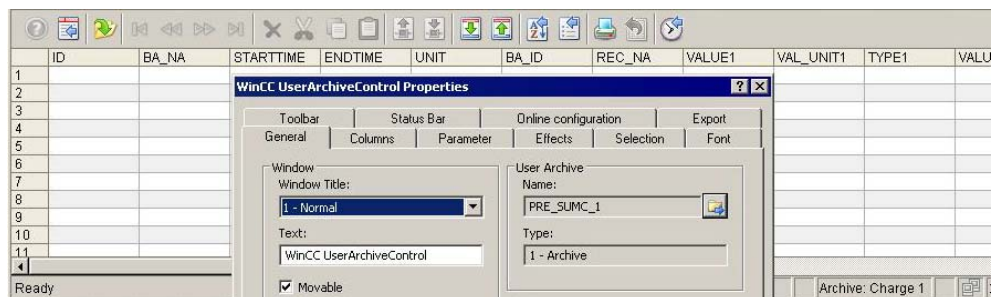 ID BA_NA STARTTIME ENDTIME UNIT BA_ID REC_NA VALUE1 VAL_UNIT1 TYPE1 VALU
1
2
3
4
5
6
7
8
9
10
11
WinCC UserArchiveControl Properties
Toolbar Status Bar Online configuration Export
General Columns Parameter Effects Selection Font
Window
Window Title:
1 - Normal
Text:
WinCC UserArchiveControl
Movable
User Archive
Name:
PRE_SUMC_1
Type:
1 - Archive
Ready Archive: Charge 1